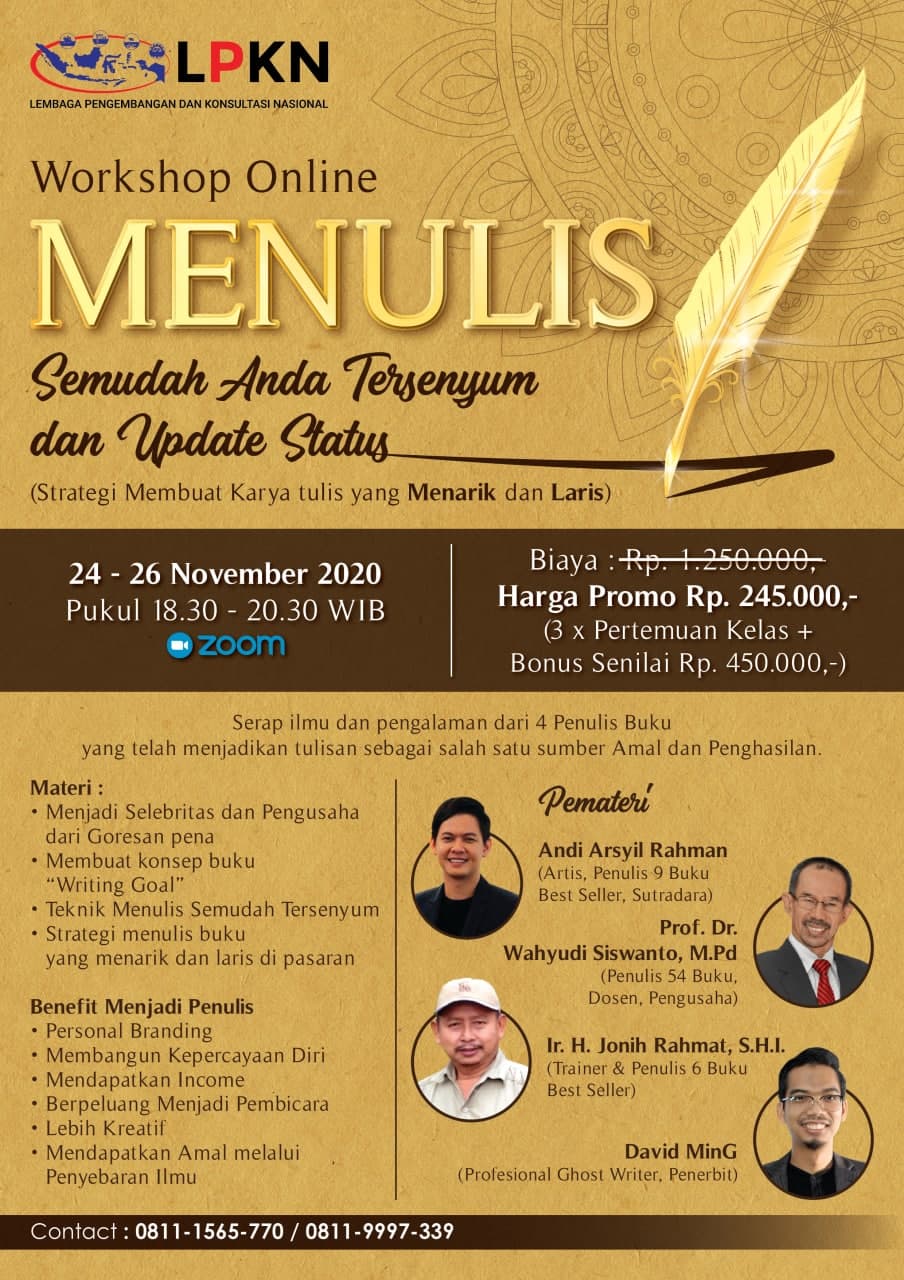 LPKN
LEMBAGA PENGEMBANGAN DAN KONSULTASI NASIONAL
Workshop Online
MENULIS
Semudah Anda Tersenyum
dan Update Status
(Strategi Membuat Karya tulis yang Menarik dan Laris)
24 - 26 November 2020
Pukul 18.30 - 20.30 WIB
zoom
Biaya : Rp. 1.250.000,-
Harga Promo Rp. 245.000,-
(3 x Pertemuan Kelas +
Bonus Senilai Rp. 450.000,-)
Serap ilmu dan pengalaman dari 4 Penulis Buku
yang telah menjadikan tulisan sebagai salah satu sumber Amal dan Penghasilan.
Materi :
• Menjadi Selebritas dan Pengusaha
dari Goresan pena
• Membuat konsep buku
“Writing Goal”
• Teknik Menulis Semudah Tersenyum
• Strategi menulis buku
yang menarik dan laris di pasaran
Benefit Menjadi Penulis
• Personal Branding
• Membangun Kepercayaan Diri
• Mendapatkan Income
• Berpeluang Menjadi Pembicara
• Lebih Kreatif
• Mendapatkan Amal melalui
Penyebaran Ilmu
Pemateri
Andi Arsyil Rahman
(Artis, Penulis 9 Buku
Best Seller, Sutradara)
Prof. Dr.
Wahyudi Siswanto, M.Pd
(Penulis 54 Buku,
Dosen, Pengusaha)
Ir. H. Jonih Rahmat, S.H.I.
(Trainer & Penulis 6 Buku
Best Seller)
David MinG
(Profesional Ghost Writer, Penerbit)
Contact : 0811-1565-770 / 0811-9997-339